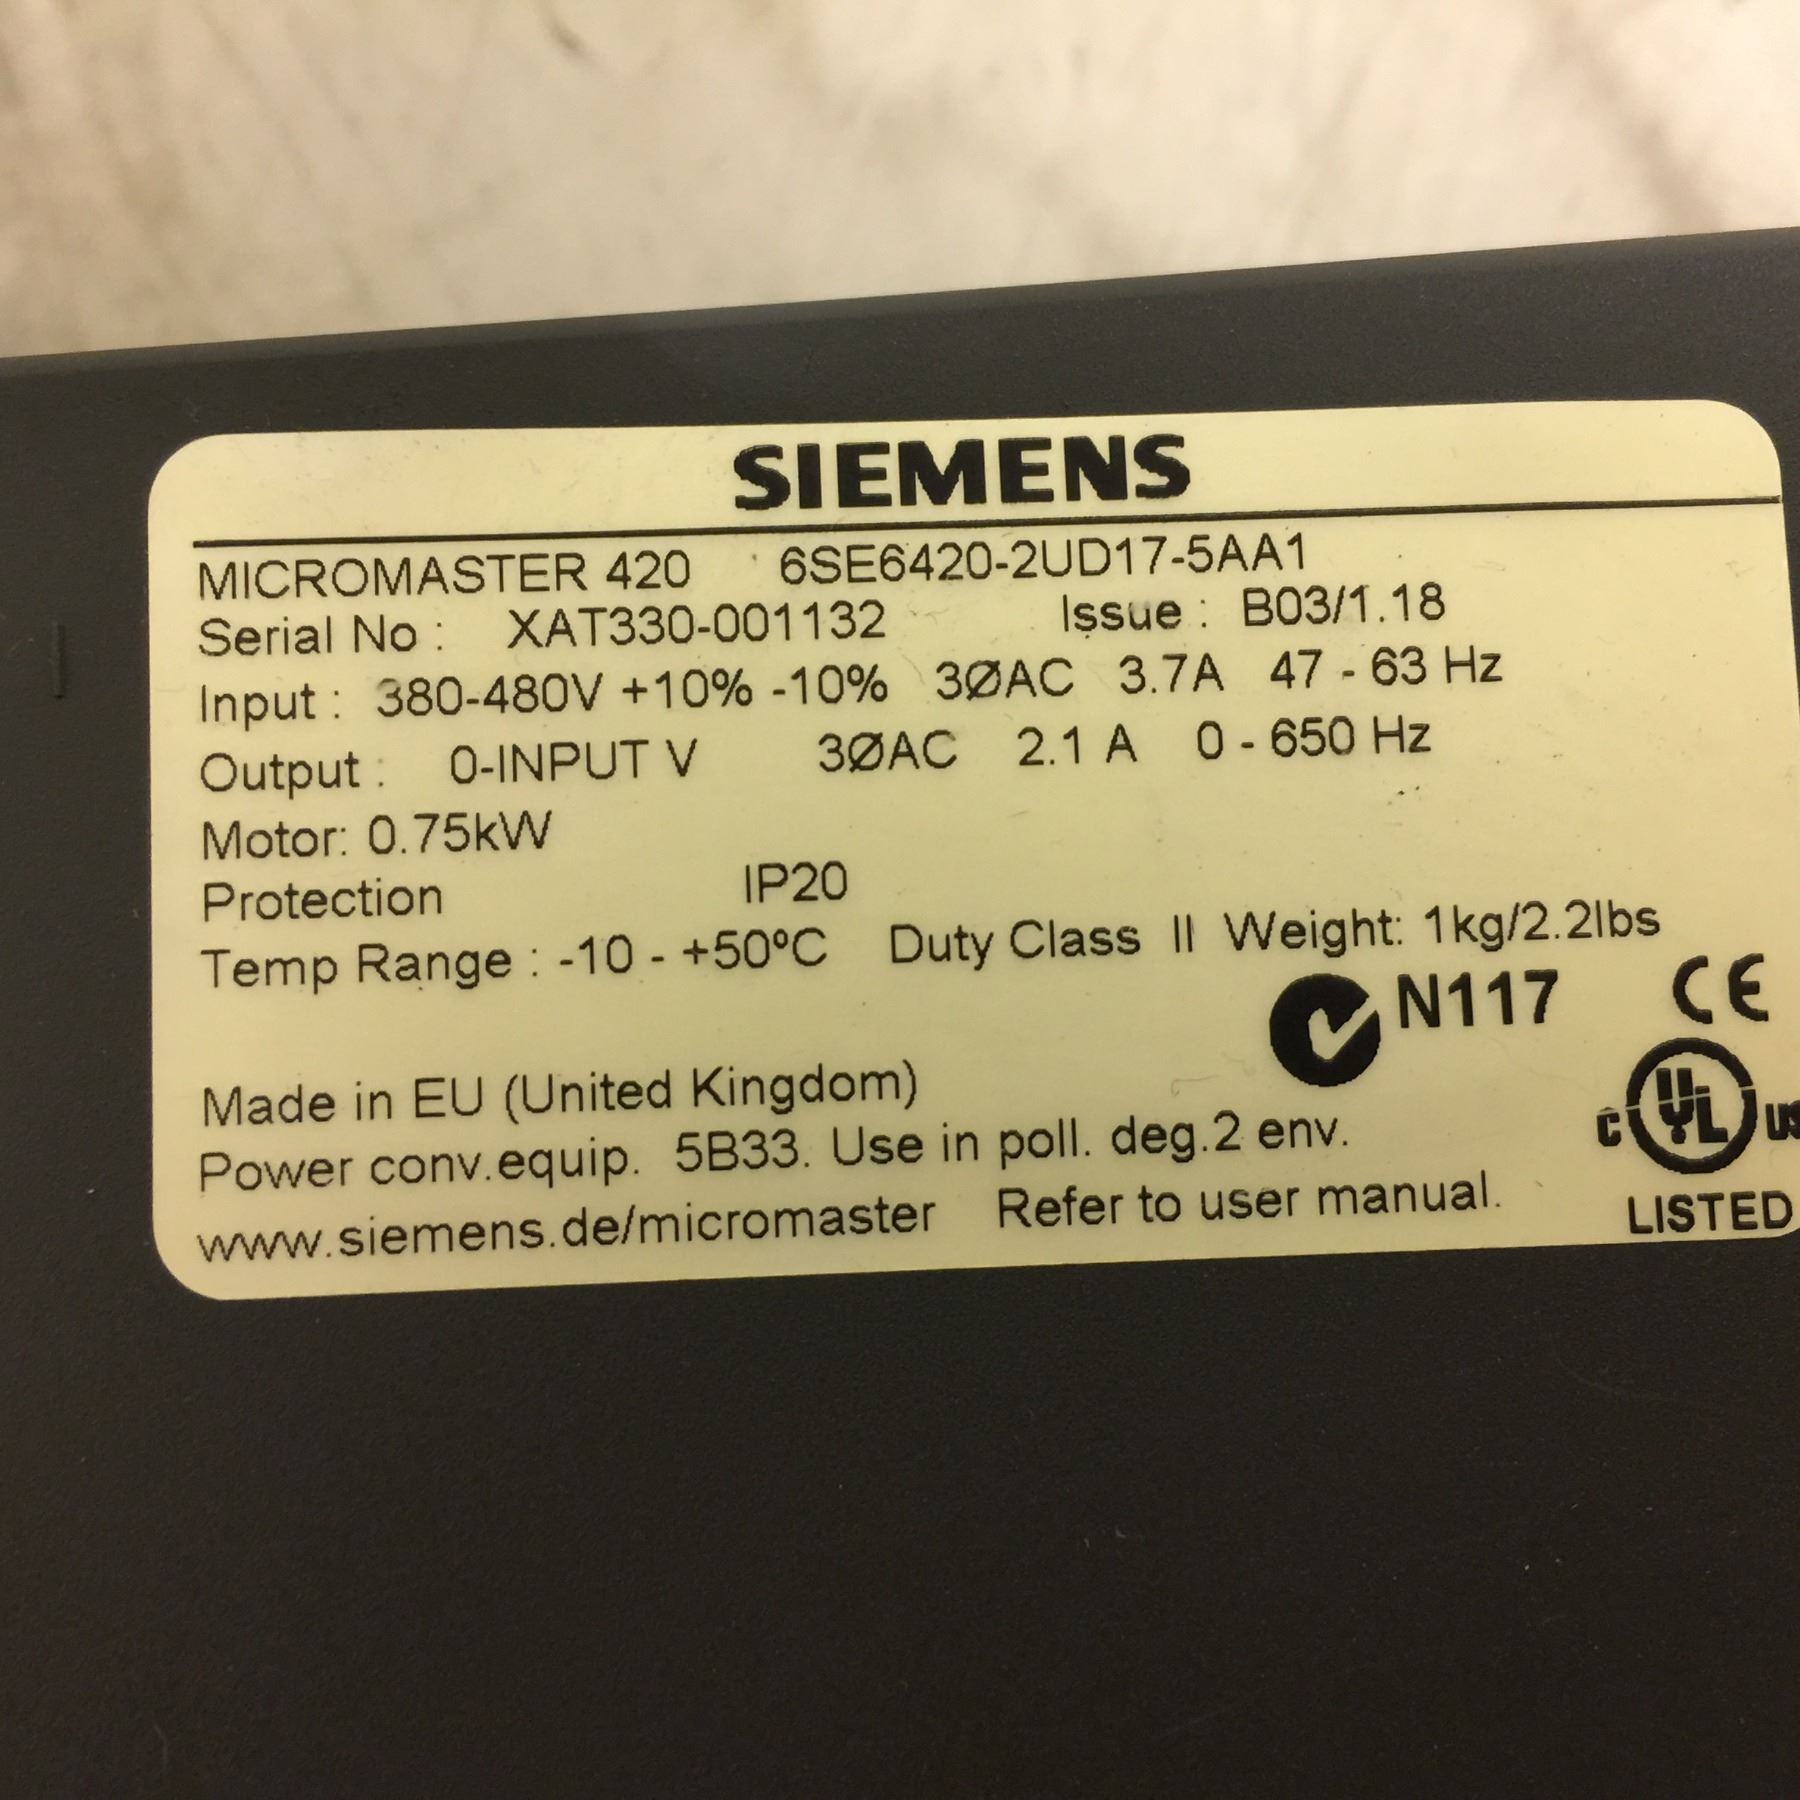 SIEMENS
MICROMASTER 420 6SE6420-2UD17-5AA1
Serial No : XAT330-001132 Issue : B03/1.18
Input : 380-480V +10% -10% 3ØAC 3.7A 47 - 63 Hz
Output : 0-INPUT V 3ØAC 2.1 A 0 - 650 Hz
Motor: 0.75kW
Protection IP20
Temp Range : -10 - +50ºC Duty Class II Weight: 1kg/2.2lbs
N117 CE
Made in EU (United Kingdom)
Power conv.equip. 5B33. Use in poll. deg.2 env.
C UL US
www.siemens.de/micromaster Refer to user manual.
LISTED